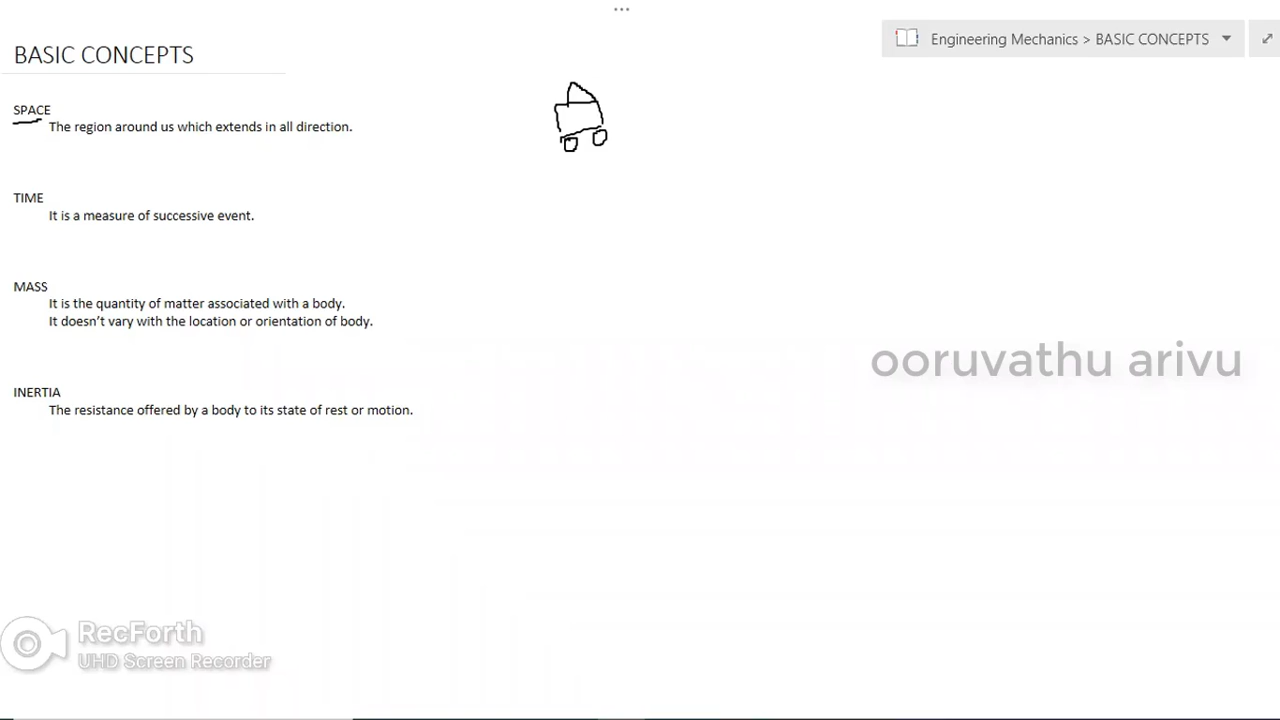 ...
BASIC CONCEPTS
Engineering Mechanics > BASIC CONCEPTS
SPACE
The region around us which extends in all direction.
TIME
It is a measure of successive event.
MASS
It is the quantity of matter associated with a body.
It doesn't vary with the location or orientation of body.
ooruvathu arivu
INERTIA
The resistance offered by a body to its state of rest or motion.
RecForth
UHD Screen Recorder